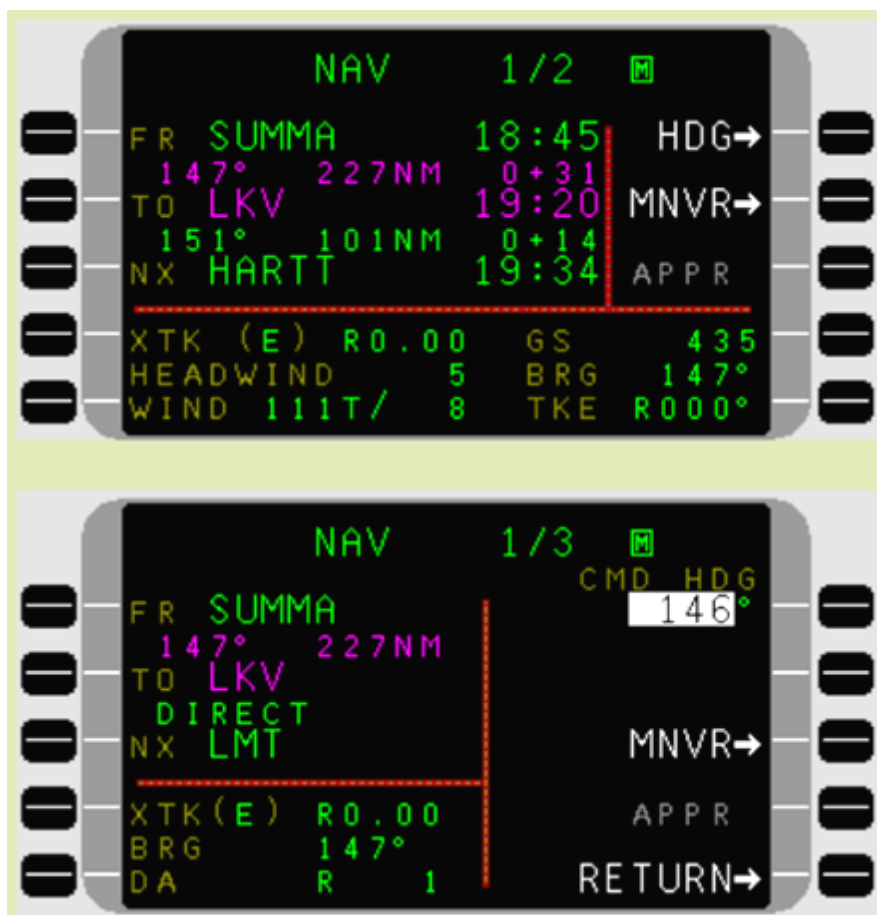 NAV 1/2 M
FR SUMMA 18:45 HDG→
147° 227NM 0+31
TO LKV 19:20 MNVR→
151° 101NM 0+14
NX HARTT 19:34 APPR
XTK (E) R0.00 GS 435
HEADWIND 5 BRG 147°
WIND 111T/ 8 TKE R000°
NAV 1/3 M
CMD HDG
FR SUMMA 146°
147° 227NM
TO LKV
DIRECT
NX LMT MNVR→
XTK(E) R0.00 APPR
BRG 147°
DA R 1 RETURN→